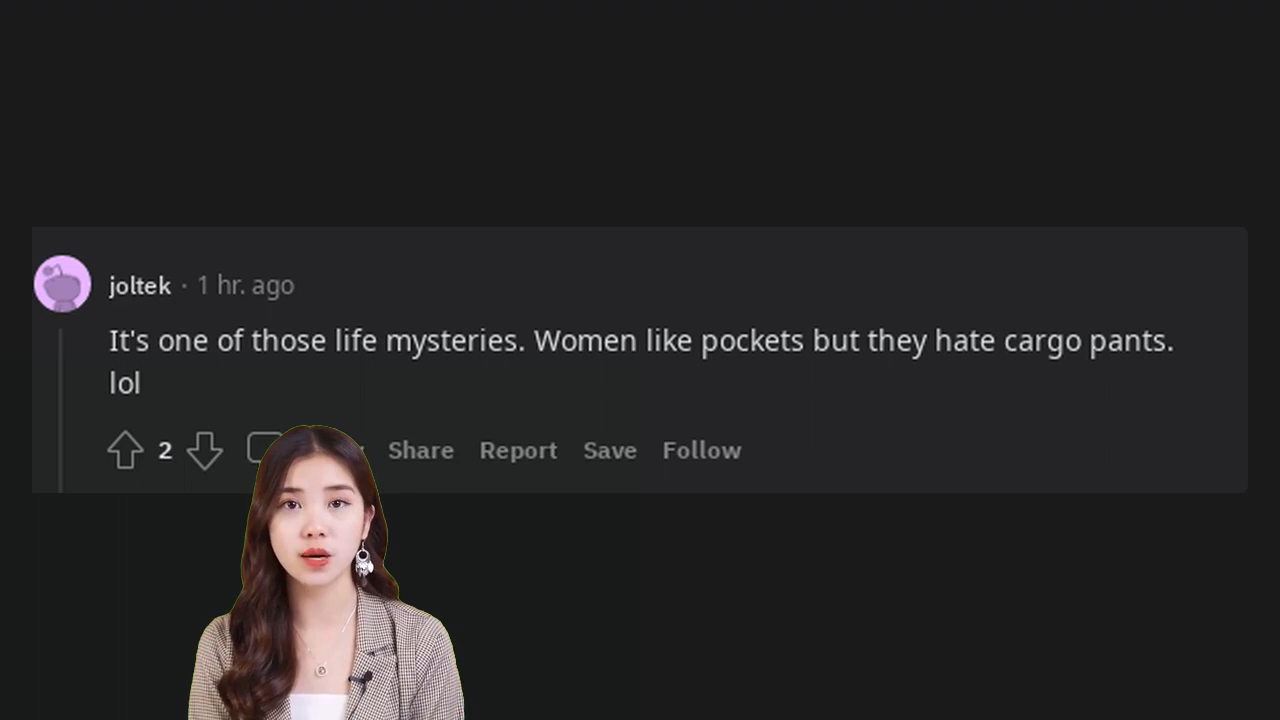 joltek · 1 hr. ago
It's one of those life mysteries. Women like pockets but they hate cargo pants.
lol
2 Share Report Save Follow